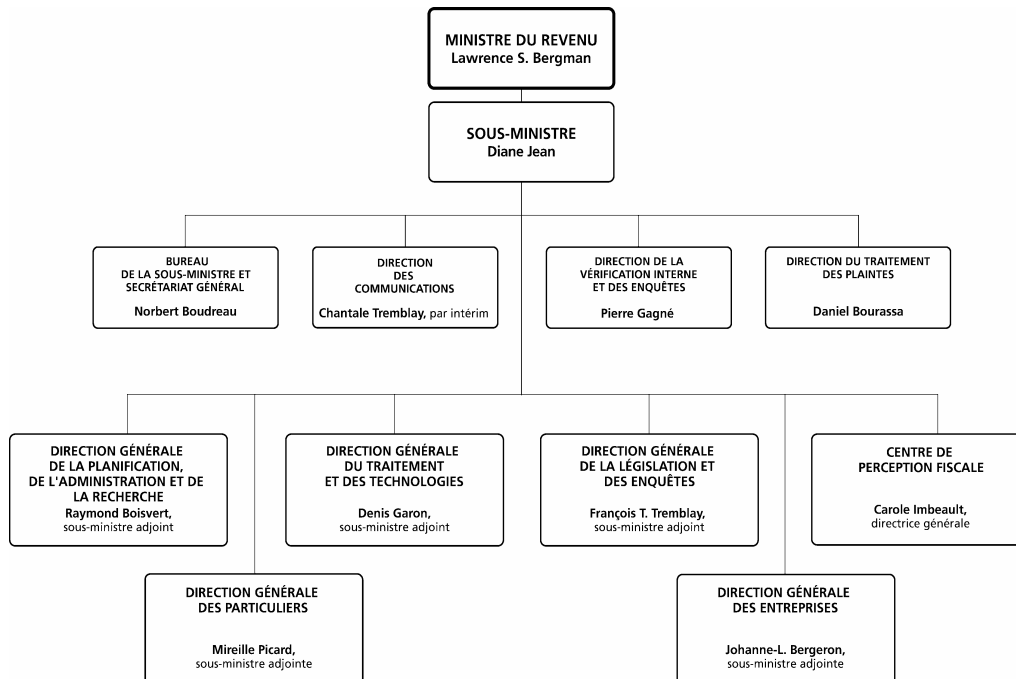 MINISTRE DU REVENU
Lawrence S. Bergman
SOUS-MINISTRE
Diane Jean
BUREAU
DE LA SOUS-MINISTRE ET
SECRÉTARIAT GÉNÉRAL
Norbert Boudreau
DIRECTION
DES
COMMUNICATIONS
Chantale Tremblay, par intérim
DIRECTION DE LA
VÉRIFICATION INTERNE
ET DES ENQUÊTES
Pierre Gagné
DIRECTION DU TRAITEMENT
DES PLAINTES
Daniel Bourassa
DIRECTION GÉNÉRALE
DE LA PLANIFICATION,
DE L'ADMINISTRATION ET DE
LA RECHERCHE
Raymond Boisvert,
sous-ministre adjoint
DIRECTION GÉNÉRALE
DU TRAITEMENT
ET DES TECHNOLOGIES
Denis Garon,
sous-ministre adjoint
DIRECTION GÉNÉRALE
DE LA LÉGISLATION ET
DES ENQUÊTES
François T. Tremblay,
sous-ministre adjoint
CENTRE DE
PERCEPTION FISCALE
Carole Imbeault,
directrice générale
DIRECTION GÉNÉRALE
DES PARTICULIERS
Mireille Picard,
sous-ministre adjointe
DIRECTION GÉNÉRALE
DES ENTREPRISES
Johanne-L. Bergeron,
sous-ministre adjointe